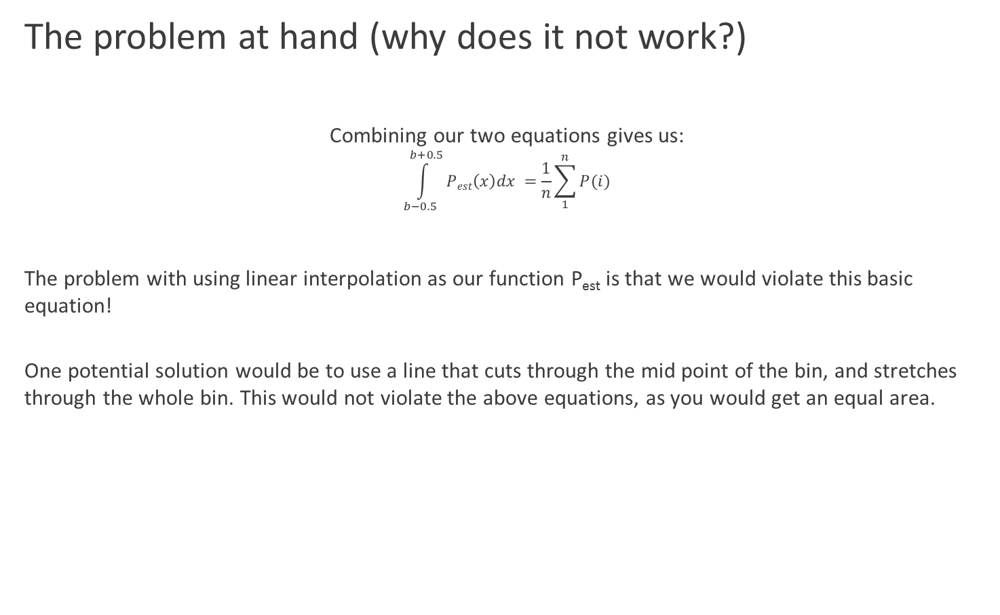 The problem at hand (why does it not work?)
Combining our two equations gives us:
∫_{b−0.5}^{b+0.5} P_{est}(x)dx = \frac{1}{n} ∑_{1}^{n} P(i)
The problem with using linear interpolation as our function P_{est} is that we would violate this basic
equation!
One potential solution would be to use a line that cuts through the mid point of the bin, and stretches
through the whole bin. This would not violate the above equations, as you would get an equal area.